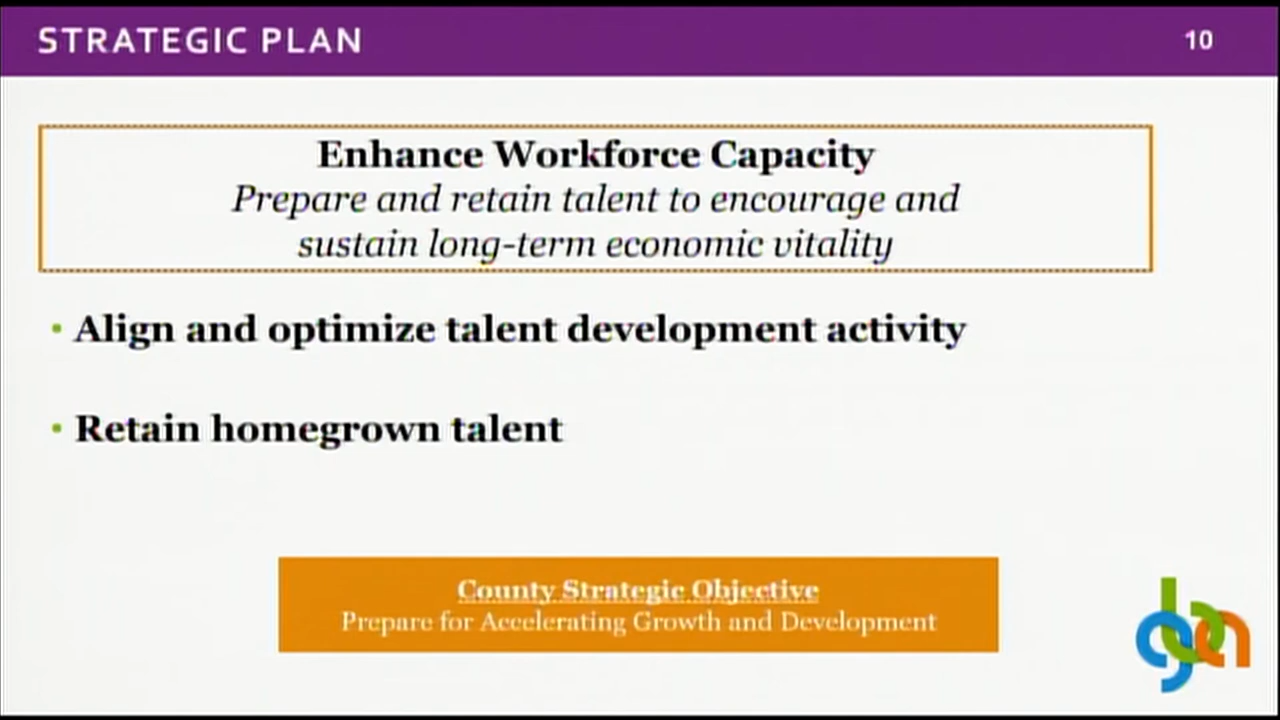 STRATEGIC PLAN
10
Enhance Workforce Capacity
Prepare and retain talent to encourage and
sustain long-term economic vitality
• Align and optimize talent development activity
• Retain homegrown talent
County Strategic Objective
Prepare for Accelerating Growth and Development
gba